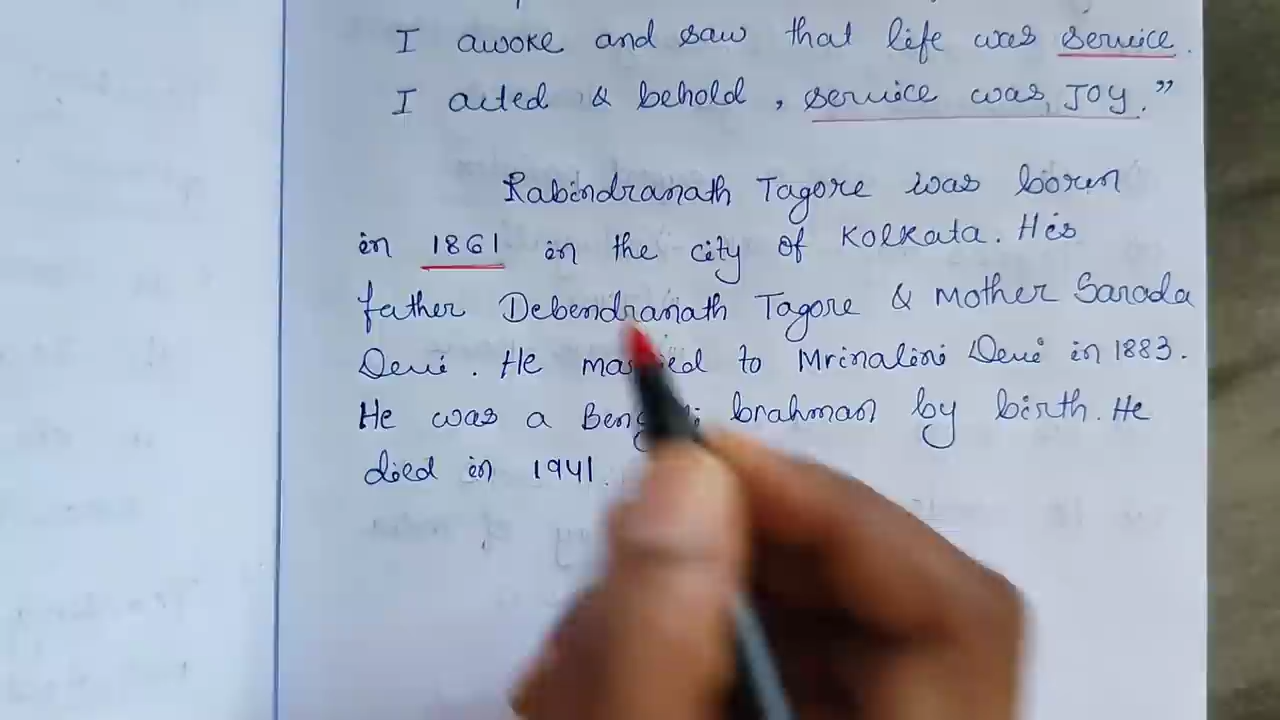 I awoke and saw that life was service.
I acted & behold, service was JOY."
Rabindranath Tagore was born
in 1861 in the city of Kolkata. His
father Debendranath Tagore & Mother Sarada
Devi. He married to Mrinalini Devi in 1883.
He was a Bengali brahman by birth. He
died in 1941.